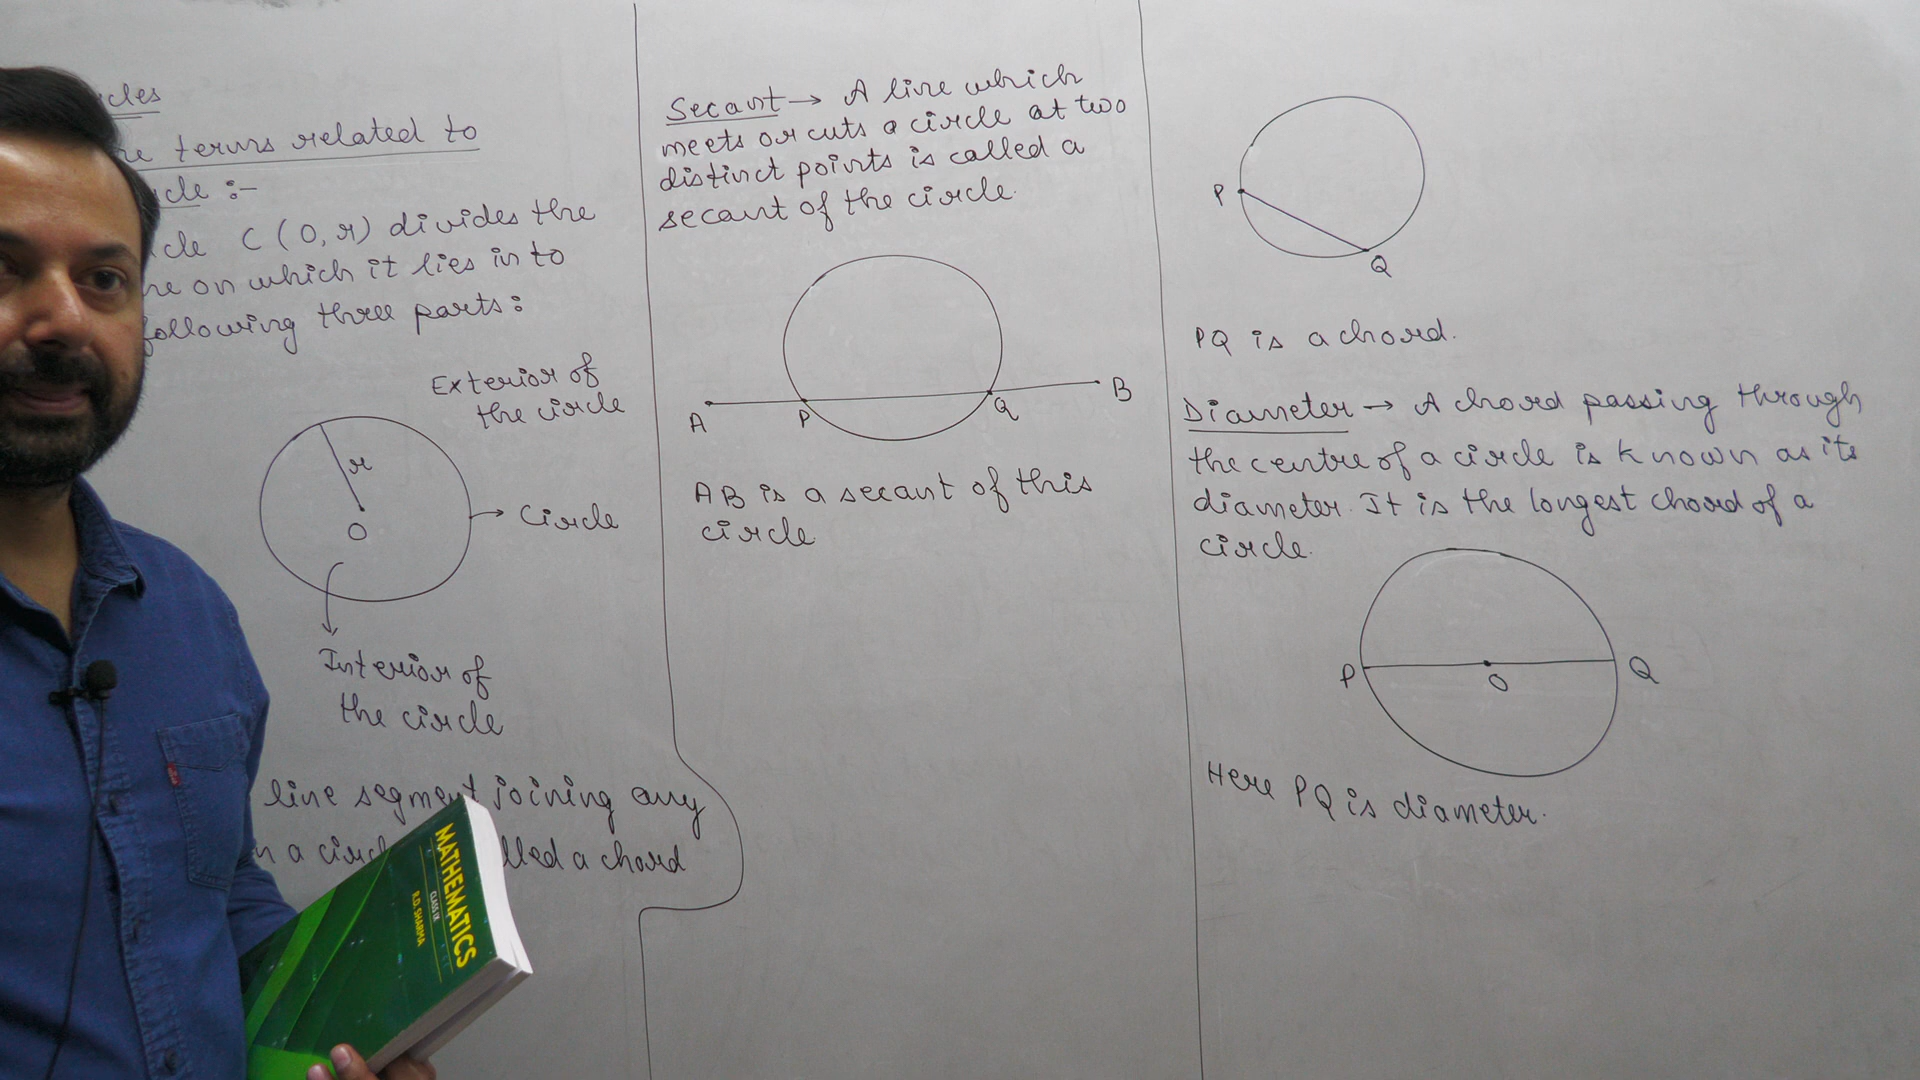 cles
terms related to
cle :-
cle C(O,r) divides the
ne on which it lies in to
following three parts:
Exterior of
the circle
r
O
→ Circle
Interior of
the circle
line segment joining any
n a circ lled a chord
MATHEMATICS
CLASS IX
R.D. SHARMA
Secant → A line which
meets or cuts a circle at two
distinct points is called a
secant of the circle.
A P Q B
AB is a secant of this
circle
P
Q
PQ is a chord.
Diameter → A chord passing through
the centre of a circle is known as its
diameter. It is the longest chord of a
circle.
P O Q
Here PQ is diameter.